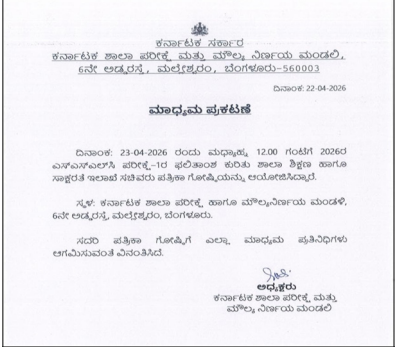 ಕರ್ನಾಟಕ ಸರ್ಕಾರ
ಕರ್ನಾಟಕ ಶಾಲಾ ಪರೀಕ್ಷೆ ಮತ್ತು ಮೌಲ್ಯ ನಿರ್ಣಯ ಮಂಡಲಿ,
6ನೇ ಅಡ್ಡರಸ್ತೆ, ಮಲ್ಲೇಶ್ವರಂ, ಬೆಂಗಳೂರು-560003
ದಿನಾಂಕ: 22-04-2026
ಮಾಧ್ಯಮ ಪ್ರಕಟಣೆ
ದಿನಾಂಕ: 23-04-2026 ರಂದು ಮಧ್ಯಾಹ್ನ 12.00 ಗಂಟೆಗೆ 2026ರ
ಎಸ್ಎಸ್ಎಲ್‌ಸಿ ಪರೀಕ್ಷೆ-1ರ ಫಲಿತಾಂಶ ಕುರಿತು ಶಾಲಾ ಶಿಕ್ಷಣ ಹಾಗೂ
ಸಾಕ್ಷರತೆ ಇಲಾಖೆ ಸಚಿವರು ಪತ್ರಿಕಾ ಗೋಷ್ಠಿಯನ್ನು ಆಯೋಜಿಸಿದ್ದಾರೆ.
ಸ್ಥಳ: ಕರ್ನಾಟಕ ಶಾಲಾ ಪರೀಕ್ಷೆ ಹಾಗೂ ಮೌಲ್ಯನಿರ್ಣಯ ಮಂಡಳಿ,
6ನೇ ಅಡ್ಡರಸ್ತೆ, ಮಲ್ಲೇಶ್ವರಂ, ಬೆಂಗಳೂರು.
ಸದರಿ ಪತ್ರಿಕಾ ಗೋಷ್ಠಿಗೆ ಎಲ್ಲಾ ಮಾಧ್ಯಮ ಪ್ರತಿನಿಧಿಗಳು
ಆಗಮಿಸುವಂತೆ ವಿನಂತಿಸಿದೆ.
ಅಧ್ಯಕ್ಷರು
ಕರ್ನಾಟಕ ಶಾಲಾ ಪರೀಕ್ಷೆ ಮತ್ತು
ಮೌಲ್ಯ ನಿರ್ಣಯ ಮಂಡಲಿ